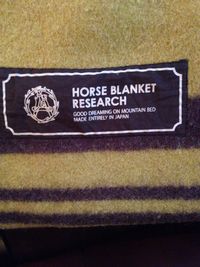 HORSE BLANKET
RESEARCH
GOOD DREAMING ON MOUNTAIN BED
MADE ENTIRELY IN JAPAN